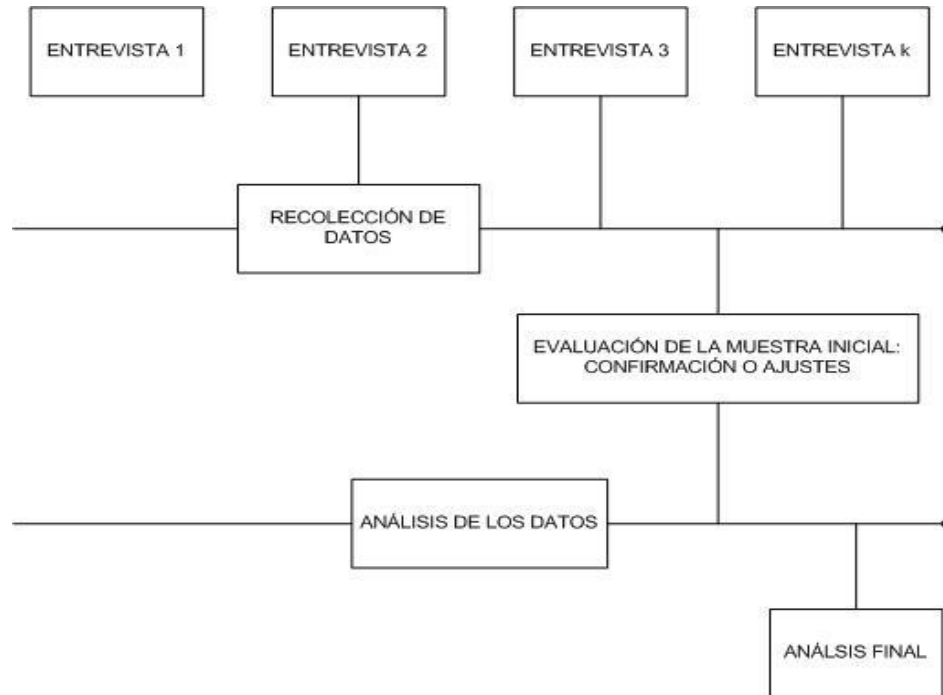 ENTREVISTA 1
ENTREVISTA 2
ENTREVISTA 3
ENTREVISTA k
RECOLECCIÓN DE
DATOS
EVALUACIÓN DE LA MUESTRA INICIAL:
CONFIRMACIÓN O AJUSTES
ANÁLISIS DE LOS DATOS
ANÁLSIS FINAL